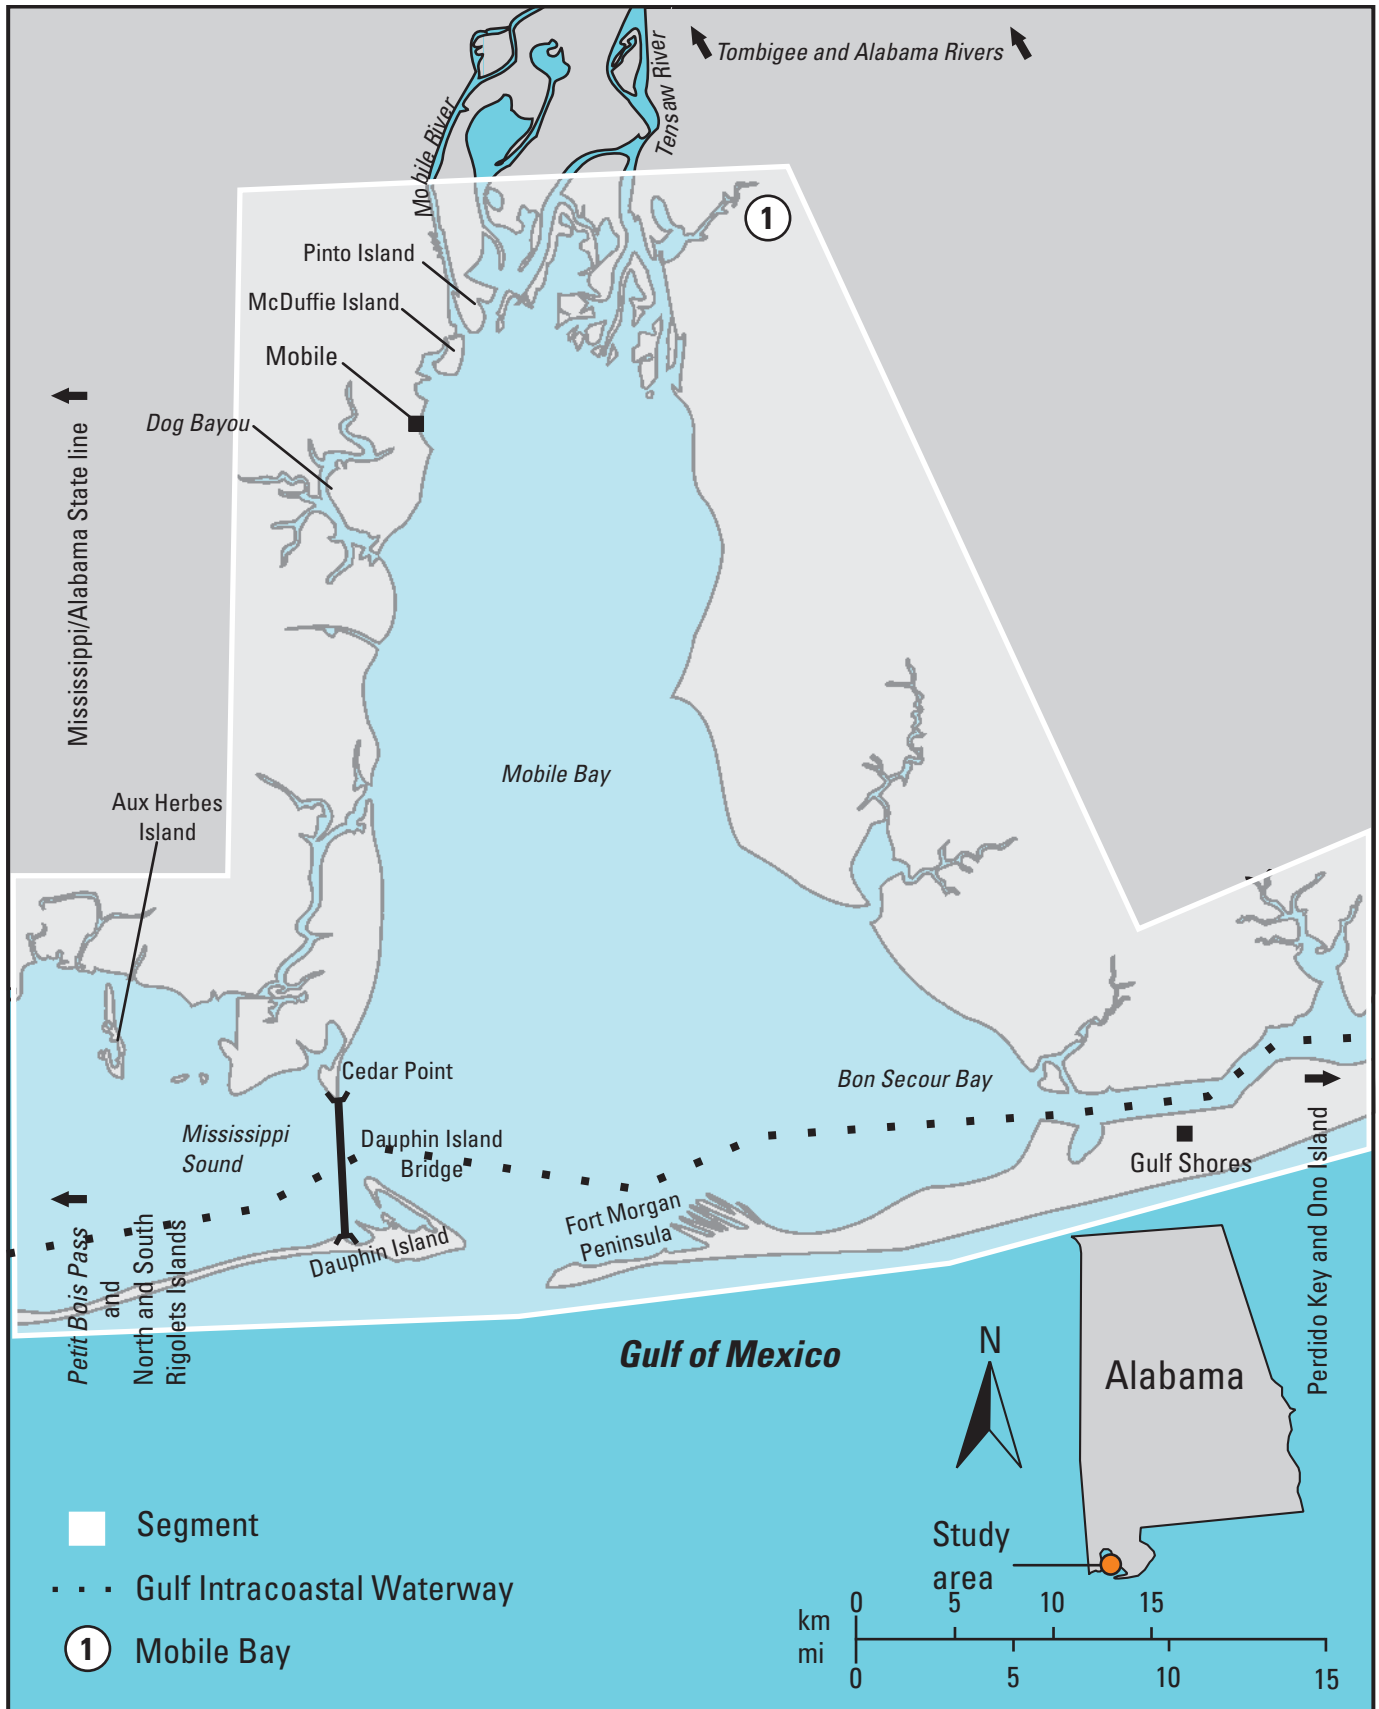 Tombigee and Alabama Rivers
Mobile River
Tensaw River
1
Pinto Island
McDuffie Island
Mobile
Dog Bayou
Mississippi/Alabama State line
Mobile Bay
Aux Herbes
Island
Cedar Point
Bon Secour Bay
Mississippi
Sound
Dauphin Island
Bridge
Gulf Shores
Fort Morgan
Peninsula
Dauphin Island
Petit Bois Pass
and
North and South
Rigolets Islands
Perdido Key and Ono Island
Gulf of Mexico
N
Alabama
Study
area
Segment
Gulf Intracoastal Waterway
1 Mobile Bay
0 5 10 15
km
mi
0 5 10 15